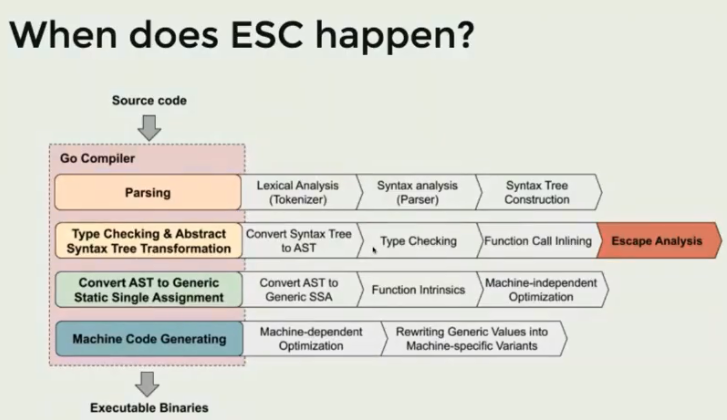 When does ESC happen?
Source code
Go Compiler
Parsing
Lexical Analysis
(Tokenizer)
Syntax analysis
(Parser)
Syntax Tree
Construction
Type Checking & Abstract
Syntax Tree Transformation
Convert Syntax Tree
to AST
Type Checking
Function Call Inlining
Escape Analysis
Convert AST to Generic
Static Single Assignment
Convert AST to
Generic SSA
Function Intrinsics
Machine-independent
Optimization
Machine Code Generating
Machine-dependent
Optimization
Rewriting Generic Values into
Machine-specific Variants
Executable Binaries